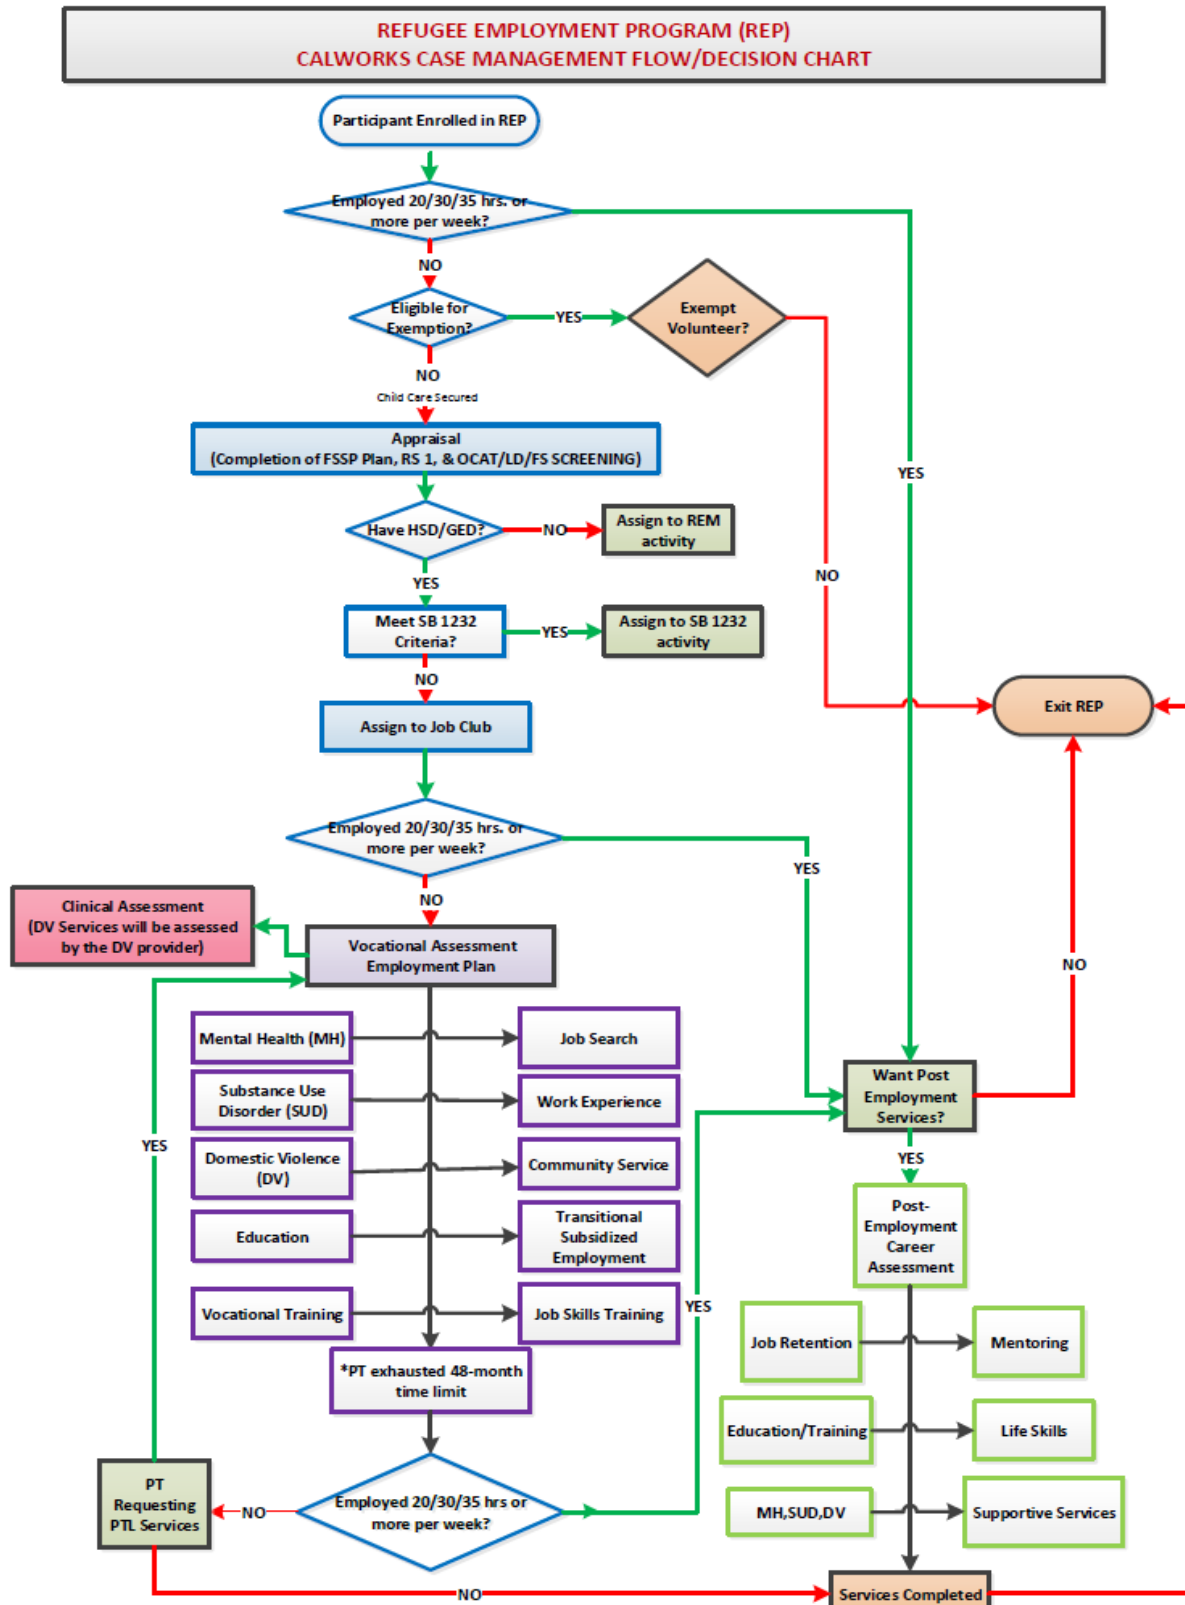 REFUGEE EMPLOYMENT PROGRAM (REP)
CALWORKS CASE MANAGEMENT FLOW/DECISION CHART
Participant Enrolled in REP
Employed 20/30/35 hrs. or
more per week?
NO
Eligible for
Exemption?
YES
Exempt
Volunteer?
NO
Child Care Secured
Appraisal
(Completion of FSSP Plan, RS 1, & OCAT/LD/FS SCREENING)
YES
Have HSD/GED?
NO
Assign to REM
activity
NO
YES
Meet SB 1232
Criteria?
YES
Assign to SB 1232
activity
NO
Exit REP
Assign to Job Club
Employed 20/30/35 hrs. or
more per week?
YES
NO
Clinical Assessment
(DV Services will be assessed
by the DV provider)
Vocational Assessment
Employment Plan
NO
Mental Health (MH)
Job Search
Substance Use
Disorder (SUD)
Work Experience
Want Post
Employment
Services?
YES
Domestic Violence
(DV)
Community Service
YES
Education
Transitional
Subsidized
Employment
Post-
Employment
Career
Assessment
Vocational Training
Job Skills Training
YES
Job Retention
Mentoring
*PT exhausted 48-month
time limit
Education/Training
Life Skills
PT
Requesting
PTL Services
NO
Employed 20/30/35 hrs or
more per week?
MH,SUD,DV
Supportive Services
NO
Services Completed